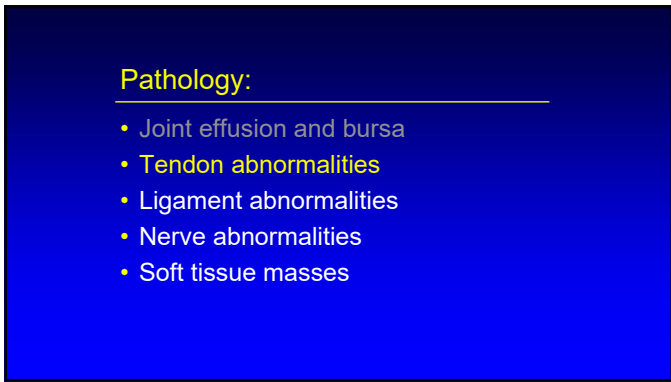 Pathology:
• Joint effusion and bursa
• Tendon abnormalities
• Ligament abnormalities
• Nerve abnormalities
• Soft tissue masses